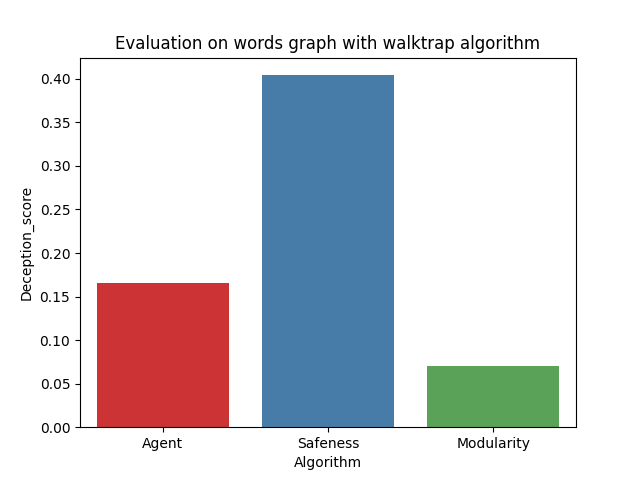 Evaluation on words graph with walktrap algorithm
0.40
0.35
0.30
0.25
0.20
0.15
0.10
0.05
0.00
Deception_score
Agent
Safeness
Modularity
Algorithm